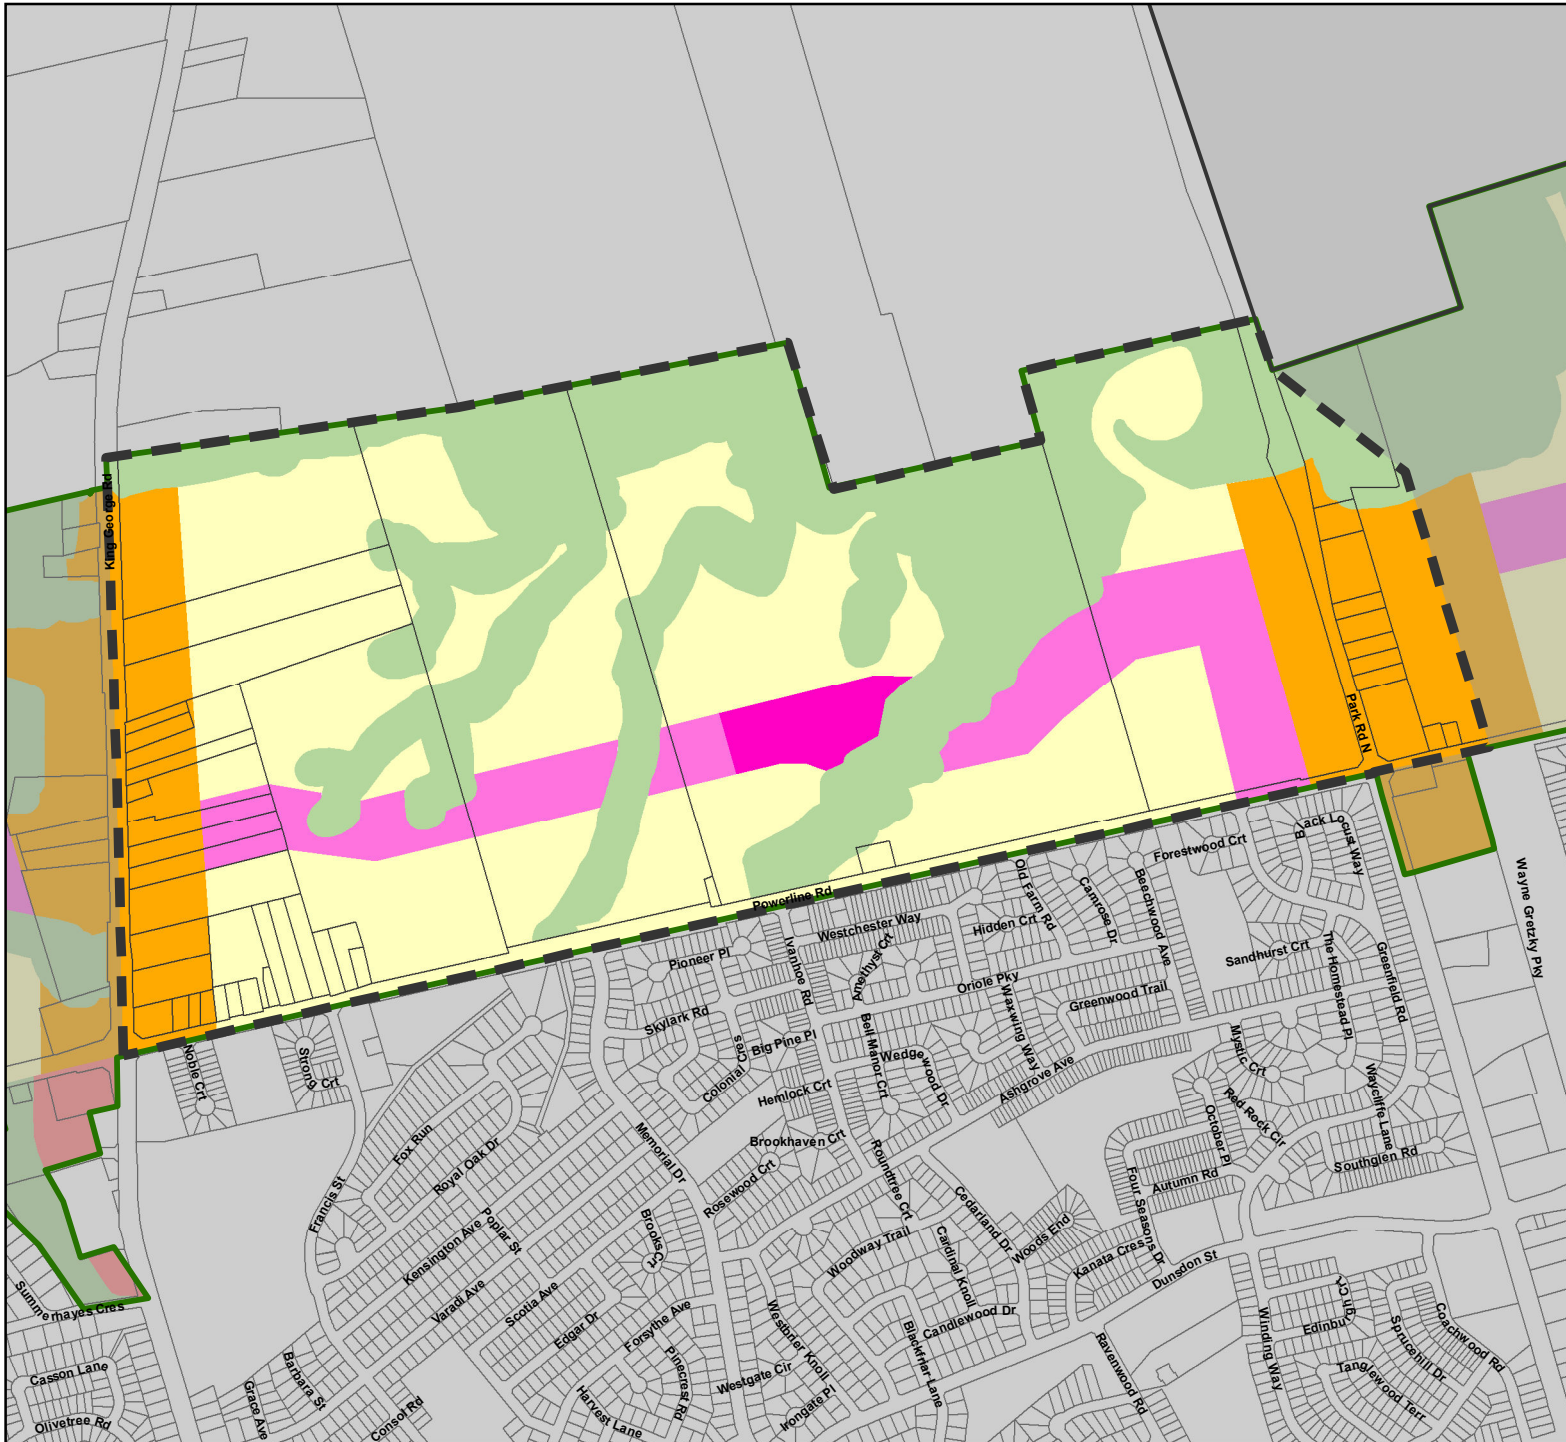 King George Rd
Park Rd N
Powerline Rd
Wayne Gretzky Pky
Forestwood Crt
Black Locust Way
Old Farm Rd
Camrose Dr
Beechwood Ave
Westchester Way
Hidden Crt
Pioneer Pl
Ivanhoe Rd
Amethyst Crt
Oriole Pky
Sandhurst Crt
The Homestead Pl
Greenfield Rd
Greenwood Trail
Waxwing Way
Skylark Rd
Big Pine Pl
Bell Manor Crt
Wedgewood Dr
Colonial Cres
Noble Crt
Strong Crt
Hemlock Crt
Ashgrove Ave
Mystic Crt
Waycliffe Lane
Red Rock Cir
October Pl
Fox Run
Royal Oak Dr
Memorial Dr
Brookhaven Crt
Roundtree Crt
Southglen Rd
Autumn Rd
Four Seasons Dr
Rosewood Crt
Cedarland Dr
Francis St
Poplar St
Kensington Ave
Brooks Crt
Woodway Trail
Cardinal Knoll
Woods End
Kanata Cres
Dunsdon St
Summerhayes Cres
Varadi Ave
Scotia Ave
Edgar Dr
Forsythe Ave
Westbrier Knoll
Candlewood Dr
Blackfriar Lane
Winding Way
Edinburgh Crt
Coachwood Rd
Sprucehill Dr
Tanglewood Terr
Ravenwood Rd
Casson Lane
Barbara St
Grace Ave
Pinecrest Rd
Westgate Cir
Irongate Pl
Harvest Lane
Consol Rd
Olivetree Rd